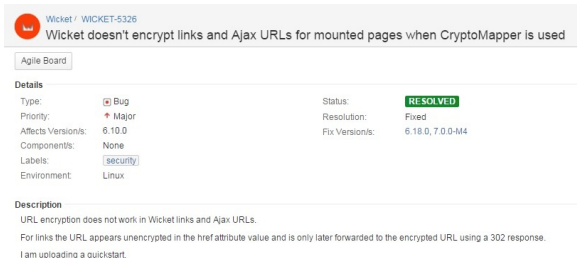 Wicket / WICKET-5326
Wicket doesn't encrypt links and Ajax URLs for mounted pages when CryptoMapper is used
Agile Board
Details
Type: Bug Status: RESOLVED
Priority: Major Resolution: Fixed
Affects Version/s: 6.10.0 Fix Version/s: 6.18.0, 7.0.0-M4
Component/s: None
Labels: security
Environment: Linux
Description
URL encryption does not work in Wicket links and Ajax URLs.
For links the URL appears unencrypted in the href attribute value and is only later forwarded to the encrypted URL using a 302 response.
I am uploading a quickstart.